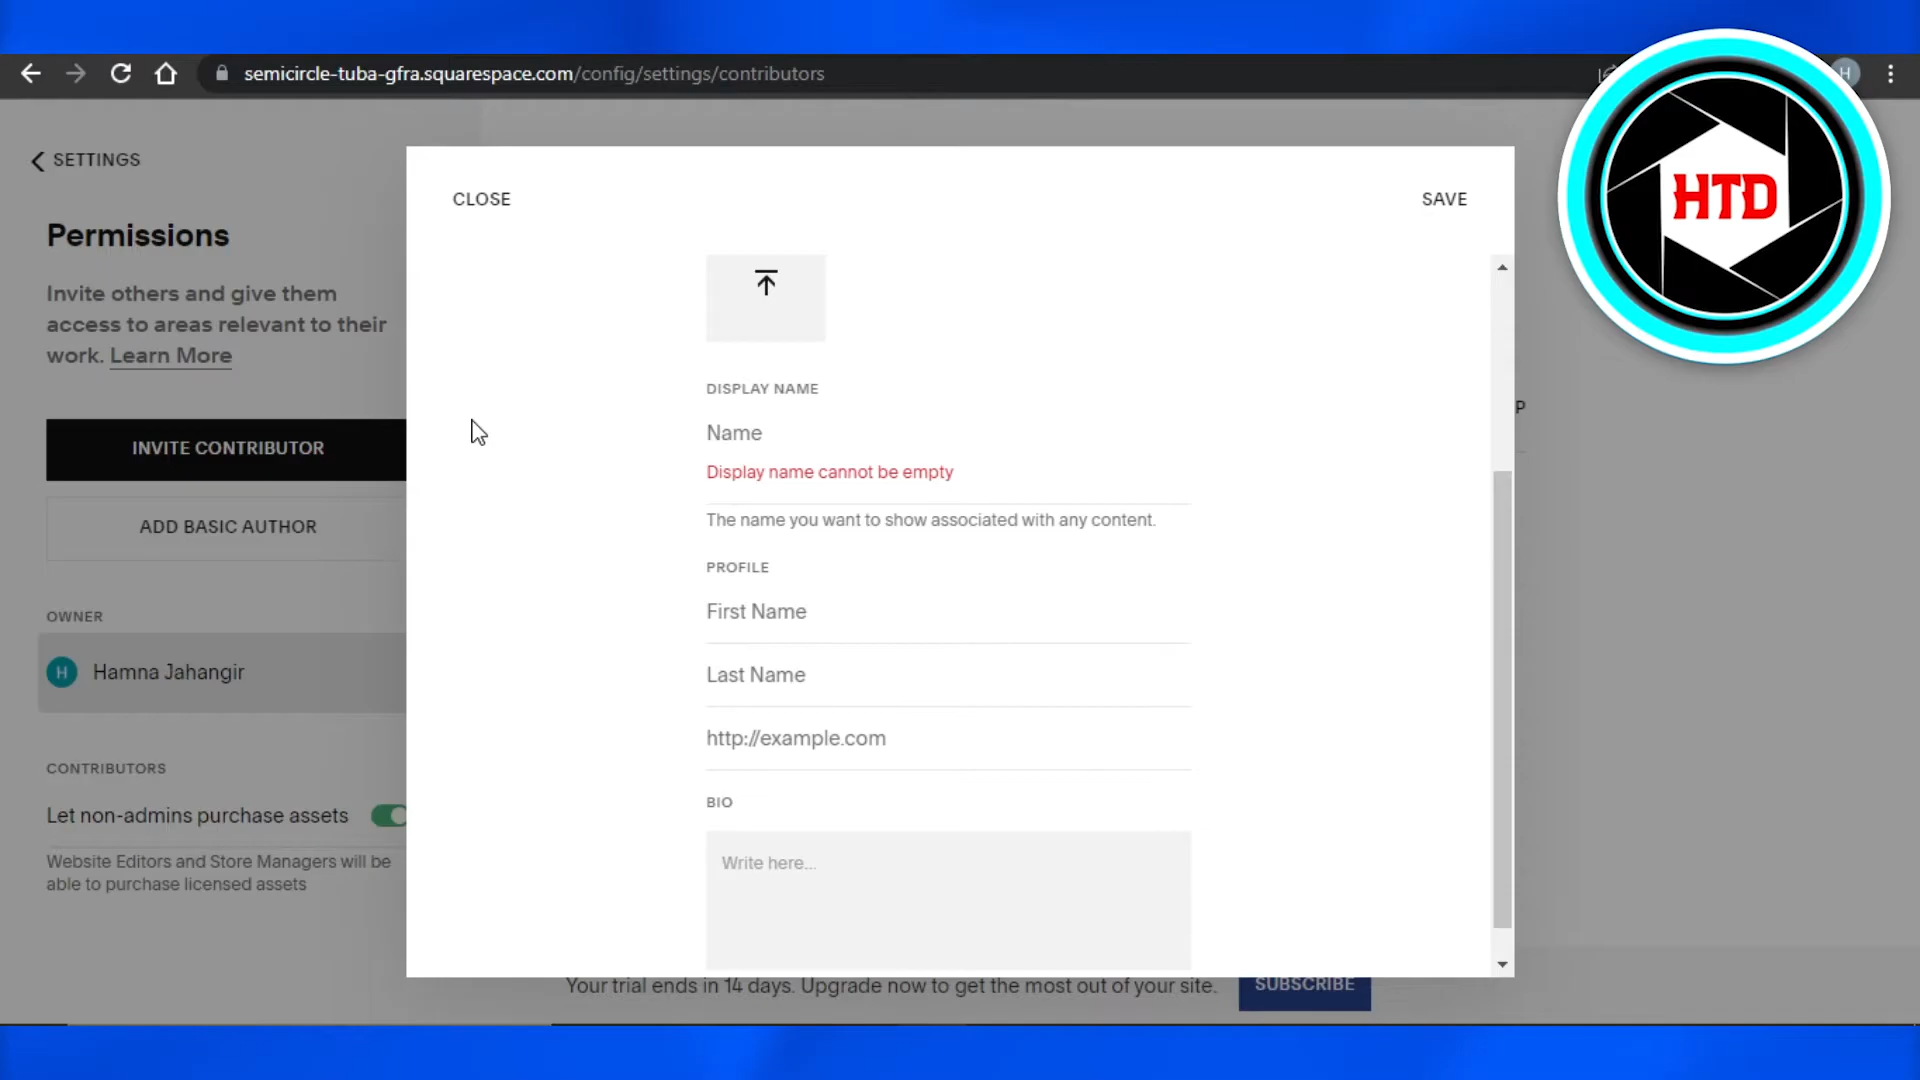 semicircle-tuba-gfra.squarespace.com/config/settings/contributors
H
HTD
SETTINGS
Permissions
Invite others and give them
access to areas relevant to their
work. Learn More
INVITE CONTRIBUTOR
ADD BASIC AUTHOR
OWNER
H Hamna Jahangir
CONTRIBUTORS
Let non-admins purchase assets
Website Editors and Store Managers will be
able to purchase licensed assets
CLOSE
SAVE
DISPLAY NAME
Name
Display name cannot be empty
The name you want to show associated with any content.
PROFILE
First Name
Last Name
http://example.com
BIO
Write here...
P
Your trial ends in 14 days. Upgrade now to get the most out of your site.
SUBSCRIBE